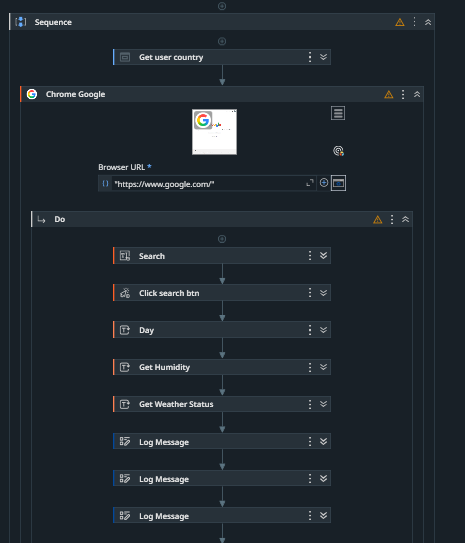 Sequence
Get user country
Chrome Google
Browser URL *
"https://www.google.com/"
Do
Search
Click search btn
Day
Get Humidity
Get Weather Status
Log Message
Log Message
Log Message